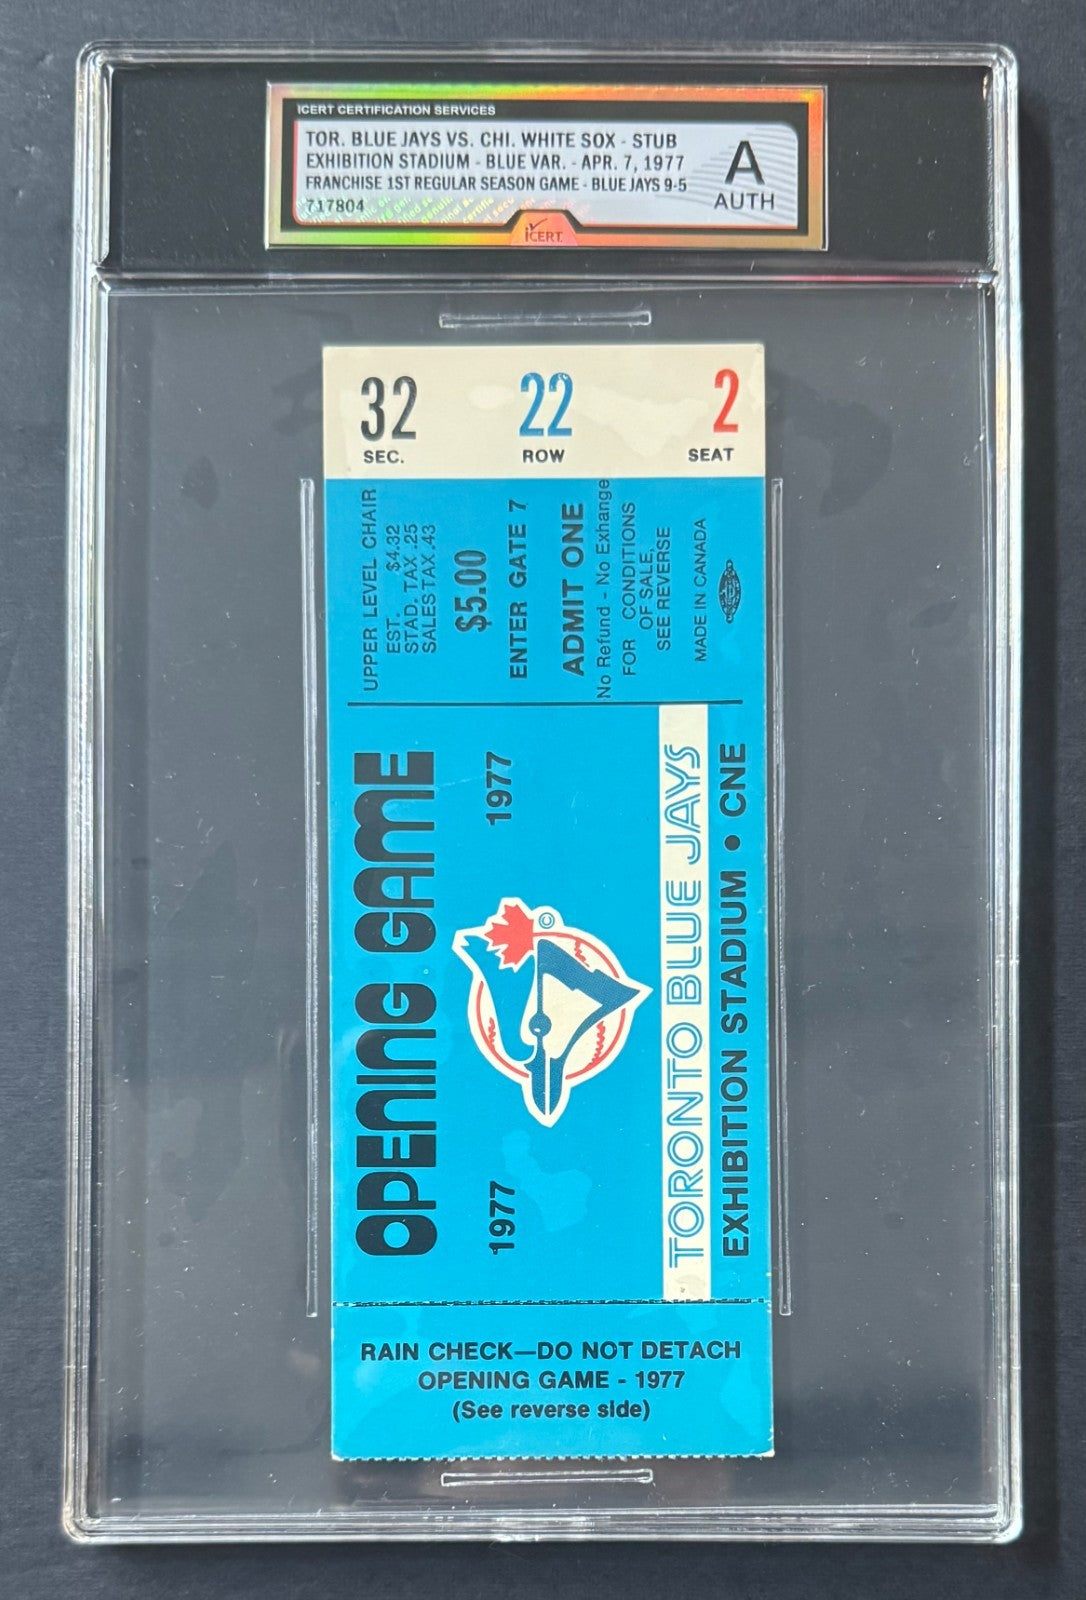 ICERT CERTIFICATION SERVICES
TOR. BLUE JAYS VS. CHI. WHITE SOX - STUB
EXHIBITION STADIUM - BLUE VAR. - APR. 7, 1977
FRANCHISE 1ST REGULAR SEASON GAME - BLUE JAYS 9-5
717804
A
AUTH
iCERT
32 22 2
SEC. ROW SEAT
UPPER LEVEL CHAIR
EST. $4.32
STAD. TAX .25
SALES TAX .43
$5.00
ENTER GATE 7
ADMIT ONE
No Refund - No Exhange
FOR CONDITIONS
OF SALE,
SEE REVERSE
MADE IN CANADA
OPENING GAME
1977 1977
©
TORONTO BLUE JAYS
EXHIBITION STADIUM • CNE
RAIN CHECK—DO NOT DETACH
OPENING GAME - 1977
(See reverse side)